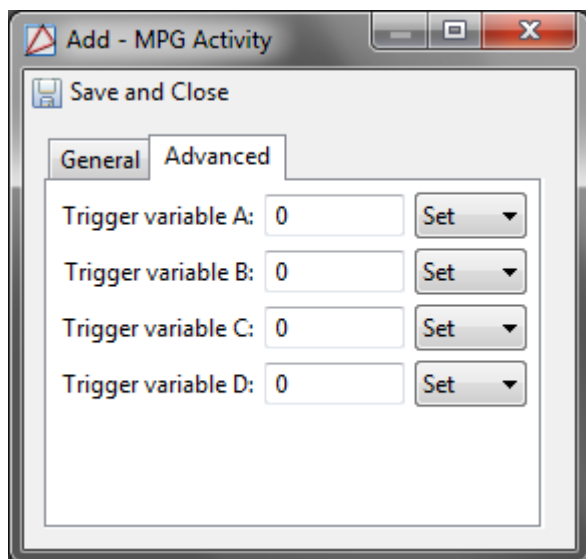 Add - MPG Activity
Save and Close
General Advanced
Trigger variable A: 0 Set
Trigger variable B: 0 Set
Trigger variable C: 0 Set
Trigger variable D: 0 Set